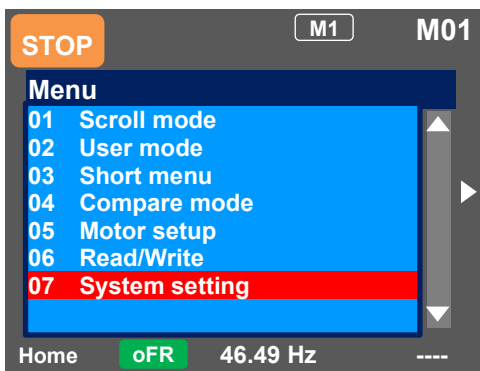 STOP M1 M01
Menu
01 Scroll mode
02 User mode
03 Short menu
04 Compare mode
05 Motor setup
06 Read/Write
07 System setting
Home oFR 46.49 Hz ----